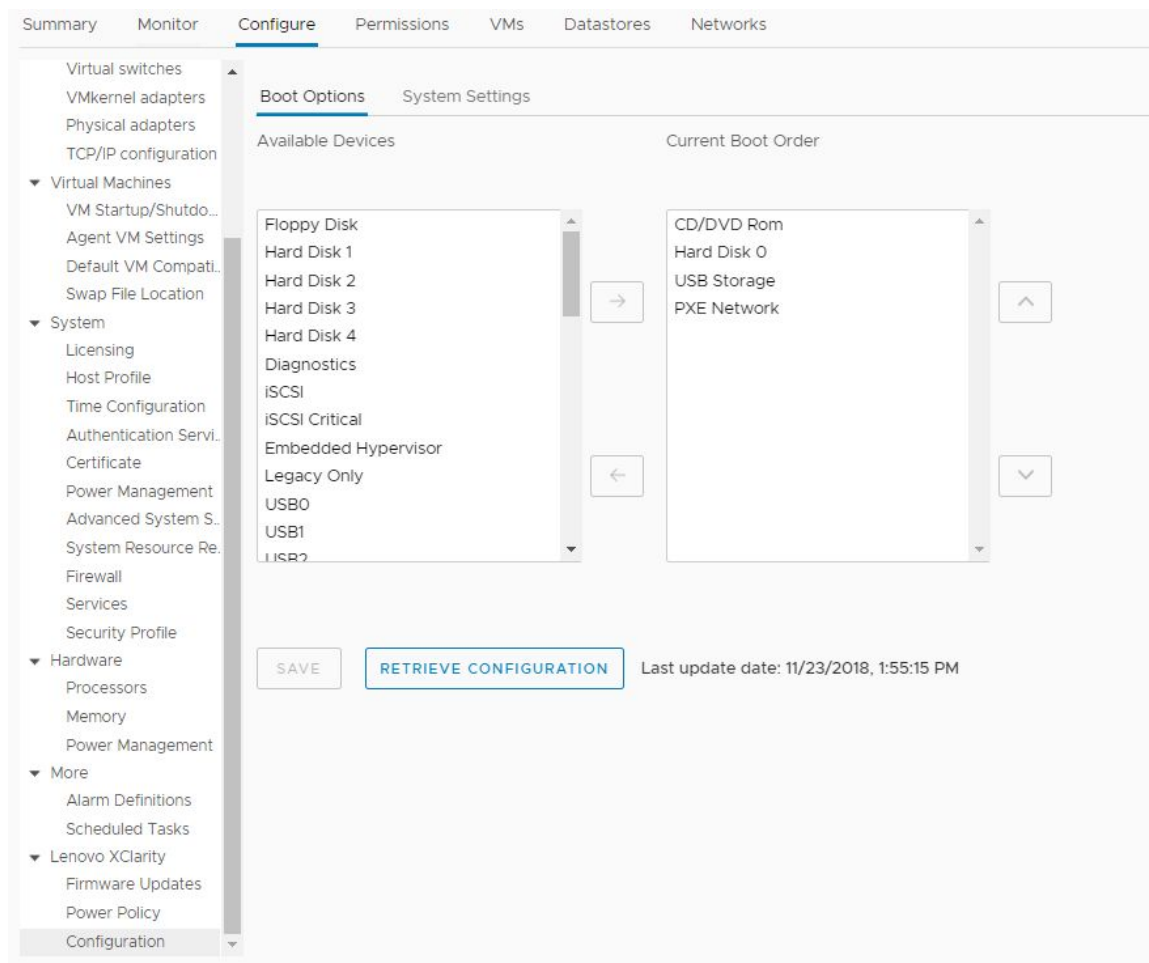 Summary Monitor Configure Permissions VMs Datastores Networks
Virtual switches
VMkernel adapters
Physical adapters
TCP/IP configuration
Virtual Machines
VM Startup/Shutdo...
Agent VM Settings
Default VM Compati..
Swap File Location
System
Licensing
Host Profile
Time Configuration
Authentication Servi..
Certificate
Power Management
Advanced System S..
System Resource Re.
Firewall
Services
Security Profile
Hardware
Processors
Memory
Power Management
More
Alarm Definitions
Scheduled Tasks
Lenovo XClarity
Firmware Updates
Power Policy
Configuration
Boot Options System Settings
Available Devices
Floppy Disk
Hard Disk 1
Hard Disk 2
Hard Disk 3
Hard Disk 4
Diagnostics
iSCSI
iSCSI Critical
Embedded Hypervisor
Legacy Only
USB0
USB1
USB2
Current Boot Order
CD/DVD Rom
Hard Disk 0
USB Storage
PXE Network
SAVE RETRIEVE CONFIGURATION Last update date: 11/23/2018, 1:55:15 PM